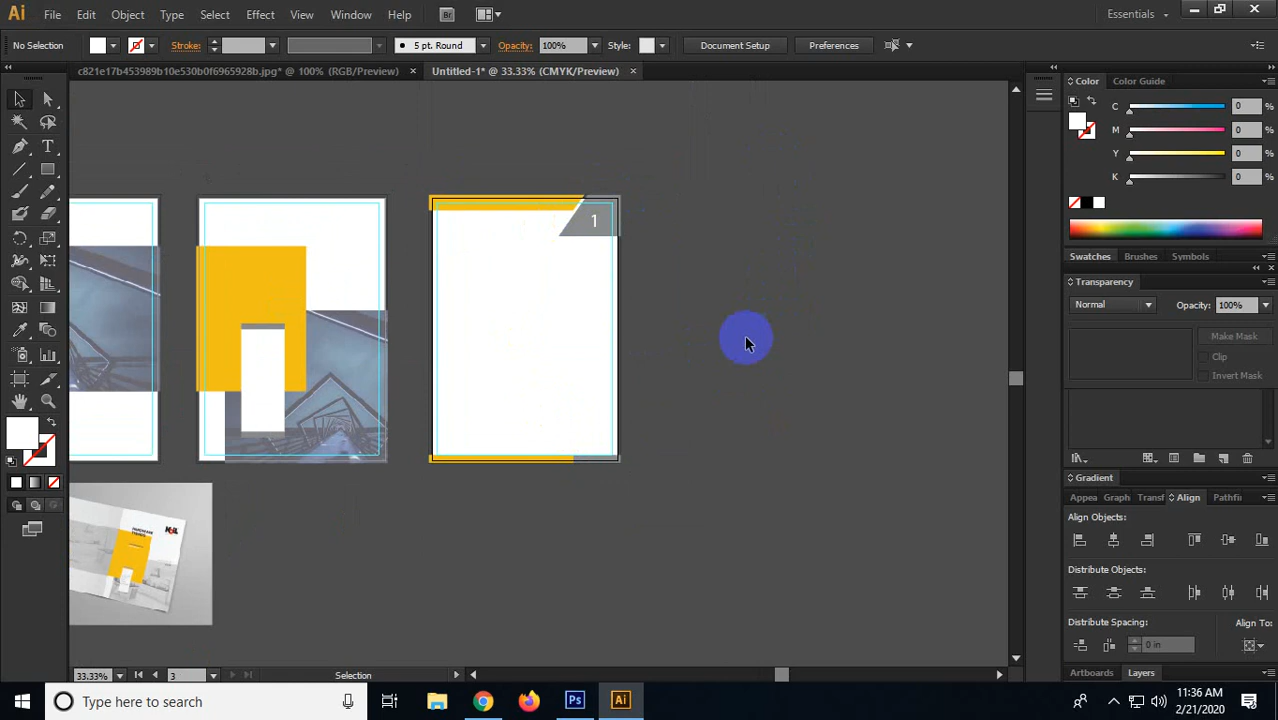 Ai File Edit Object Type Select Effect View Window Help Br Essentials
No Selection Stroke: 5 pt. Round Opacity: 100% Style: Document Setup Preferences
c821e17b453989b10e530b0f6965928b.jpg* @ 100% (RGB/Preview) × Untitled-1* @ 33.33% (CMYK/Preview) ×
Color Color Guide
C 0 %
M 0 %
Y 0 %
K 0 %
1
Swatches Brushes Symbols
Transparency
Normal Opacity: 100%
Make Mask
Clip
Invert Mask
Gradient
Appea Graph Transf Align Pathfi
Align Objects:
Distribute Objects:
Distribute Spacing: Align To:
0 in
Artboards Layers
33.33% 3 Selection
Type here to search
Ps Ai
11:36 AM
2/21/2020